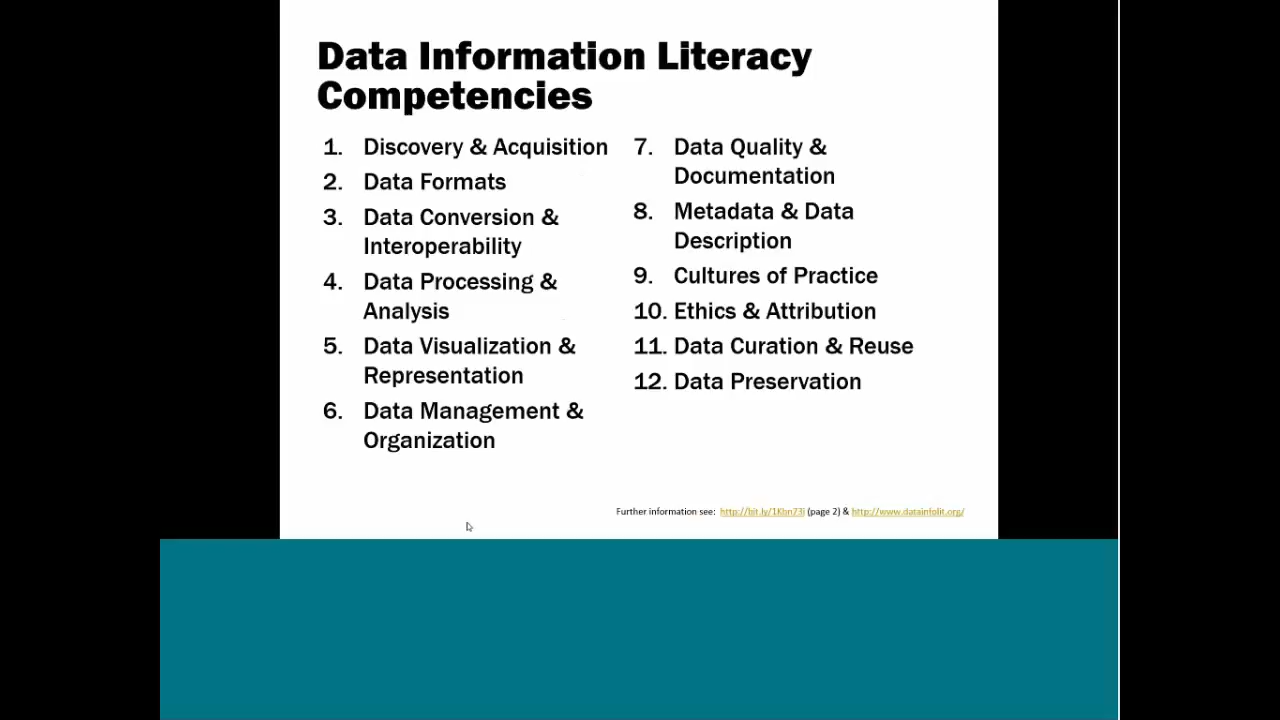 Data Information Literacy
Competencies
1. Discovery & Acquisition
2. Data Formats
3. Data Conversion &
Interoperability
4. Data Processing &
Analysis
5. Data Visualization &
Representation
6. Data Management &
Organization
7. Data Quality &
Documentation
8. Metadata & Data
Description
9. Cultures of Practice
10. Ethics & Attribution
11. Data Curation & Reuse
12. Data Preservation
Further information see: (page 2) & http://www.datainfolit.org/